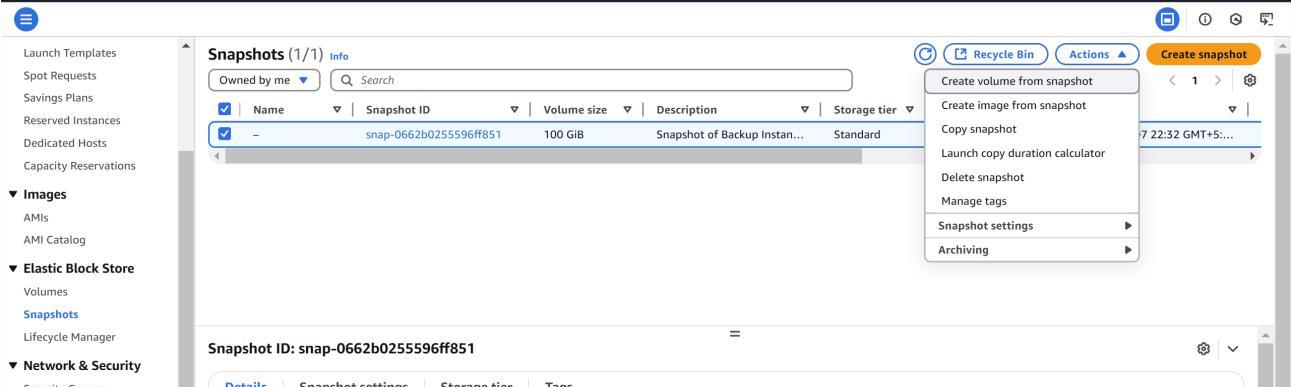 Launch Templates
Spot Requests
Savings Plans
Reserved Instances
Dedicated Hosts
Capacity Reservations
Images
AMIs
AMI Catalog
Elastic Block Store
Volumes
Snapshots
Lifecycle Manager
Network & Security
Snapshots (1/1) Info
Recycle Bin Actions Create snapshot
Owned by me Search 1
Name Snapshot ID Volume size Description Storage tier
– snap-0662b0255596ff851 100 GiB Snapshot of Backup Instan... Standard 22:32 GMT+5:...
Create volume from snapshot
Create image from snapshot
Copy snapshot
Launch copy duration calculator
Delete snapshot
Manage tags
Snapshot settings
Archiving
Snapshot ID: snap-0662b0255596ff851
Details Snapshot settings Storage tier Tags